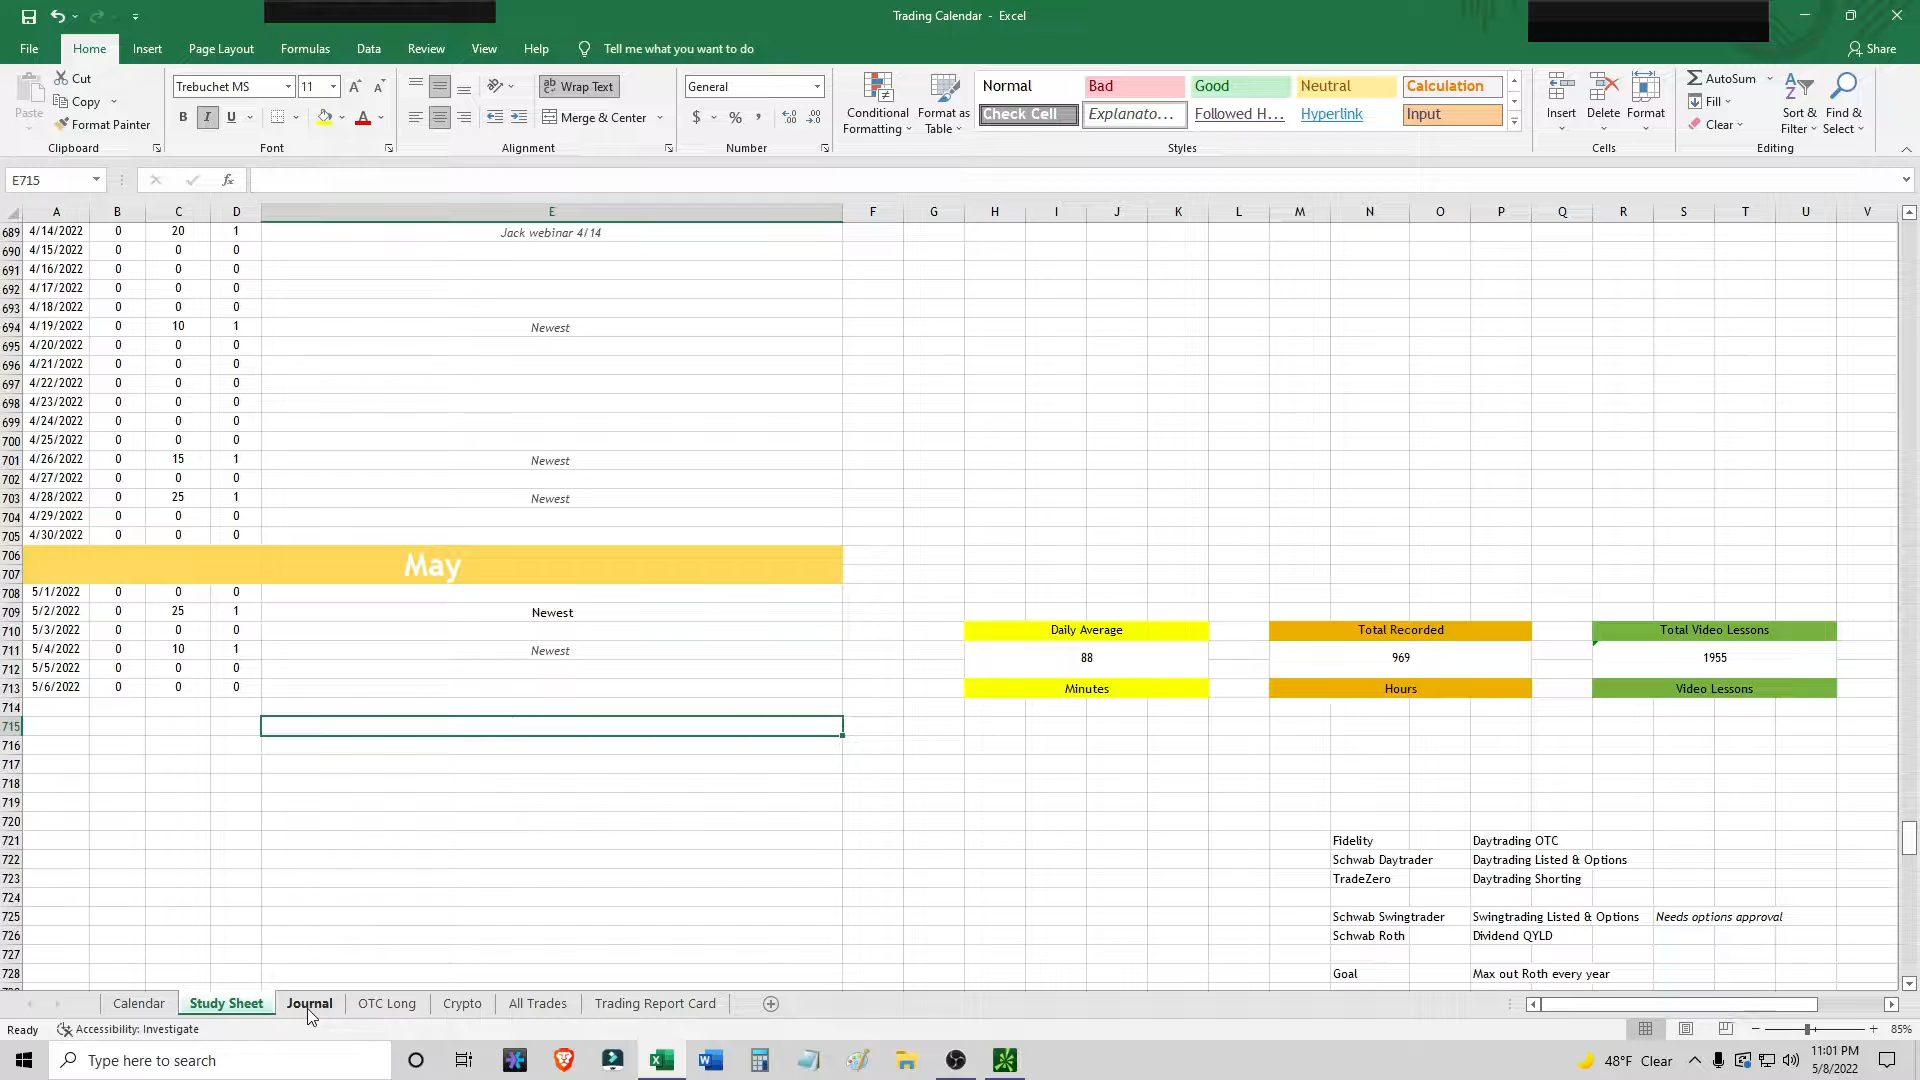 Trading Calendar - Excel
File Home Insert Page Layout Formulas Data Review View Help Tell me what you want to do Share
Paste Cut Copy Format Painter Clipboard
Trebuchet MS 11 B I U Font
Wrap Text Merge & Center Alignment
General $ % Number
Conditional Formatting Format as Table
Normal Bad Good Neutral Calculation
Check Cell Explanato... Followed H... Hyperlink Input
Styles
Insert Delete Format Cells
AutoSum Fill Clear Sort & Filter Find & Select Editing
E715 fx
A B C D E F G H I J K L M N O P Q R S T U V
689 4/14/2022 0 20 1 Jack webinar 4/14
690 4/15/2022 0 0 0
691 4/16/2022 0 0 0
692 4/17/2022 0 0 0
693 4/18/2022 0 0 0
694 4/19/2022 0 10 1 Newest
695 4/20/2022 0 0 0
696 4/21/2022 0 0 0
697 4/22/2022 0 0 0
698 4/23/2022 0 0 0
699 4/24/2022 0 0 0
700 4/25/2022 0 0 0
701 4/26/2022 0 15 1 Newest
702 4/27/2022 0 0 0
703 4/28/2022 0 25 1 Newest
704 4/29/2022 0 0 0
705 4/30/2022 0 0 0
706 May
707
708 5/1/2022 0 0 0
709 5/2/2022 0 25 1 Newest
710 5/3/2022 0 0 0 Daily Average Total Recorded Total Video Lessons
711 5/4/2022 0 10 1 Newest 88 969 1955
712 5/5/2022 0 0 0
713 5/6/2022 0 0 0 Minutes Hours Video Lessons
714
715
716
717
718
719
720
721 Fidelity Daytrading OTC
722 Schwab Daytrader Daytrading Listed & Options
723 TradeZero Daytrading Shorting
724
725 Schwab Swingtrader Swingtrading Listed & Options Needs options approval
726 Schwab Roth Dividend QYLD
727
728 Goal Max out Roth every year
Calendar Study Sheet Journal OTC Long Crypto All Trades Trading Report Card
Ready Accessibility: Investigate 85%
Type here to search 48°F Clear 11:01 PM
5/8/2022